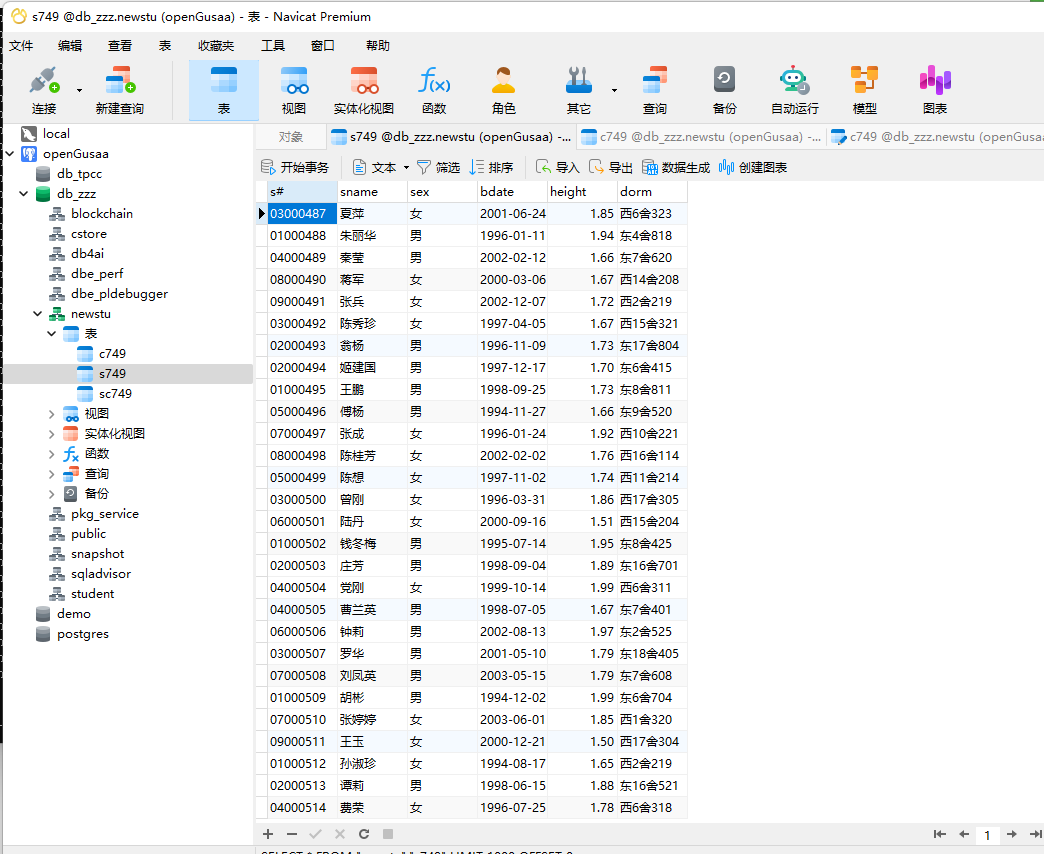 s749 @db_zzz.newstu (openGusaa) - 表 - Navicat Premium
文件 编辑 查看 表 收藏夹 工具 窗口 帮助
连接 新建查询 表 视图 实体化视图 函数 角色 其它 查询 备份 自动运行 模型 图表
f(x)
local
openGusaa
db_tpcc
db_zzz
blockchain
cstore
db4ai
dbe_perf
dbe_pldebugger
newstu
表
c749
s749
sc749
视图
实体化视图
fx 函数
查询
备份
pkg_service
public
snapshot
sqladvisor
student
demo
postgres
对象 s749 @db_zzz.newstu (openGusaa) -... c749 @db_zzz.newstu (openGusaa) -... c749 @db_zzz.newstu (openGusaa
开始事务 文本 筛选 排序 导入 导出 数据生成 创建图表
s# sname sex bdate height dorm
03000487 夏萍 女 2001-06-24 1.85 西6舍323
01000488 朱丽华 男 1996-01-11 1.94 东4舍818
04000489 秦莹 男 2002-02-12 1.66 东7舍620
08000490 蒋军 女 2000-03-06 1.67 西14舍208
09000491 张兵 女 2002-12-07 1.72 西2舍219
03000492 陈秀珍 女 1997-04-05 1.67 西15舍321
02000493 翁杨 男 1996-11-09 1.73 东17舍804
02000494 姬建国 男 1997-12-17 1.70 东6舍415
01000495 王鹏 男 1998-09-25 1.73 东8舍811
05000496 傅杨 男 1994-11-27 1.66 东9舍520
07000497 张成 女 1996-01-24 1.92 西10舍221
08000498 陈桂芳 女 2002-02-02 1.76 西16舍114
05000499 陈想 女 1997-11-02 1.74 西11舍214
03000500 曾刚 女 1996-03-31 1.86 西17舍305
06000501 陆丹 女 2000-09-16 1.51 西15舍204
01000502 钱冬梅 男 1995-07-14 1.95 东8舍425
02000503 庄芳 男 1998-09-04 1.89 东16舍701
04000504 党刚 女 1999-10-14 1.99 西6舍311
04000505 曹兰英 男 1998-07-05 1.67 东7舍401
06000506 钟莉 男 2002-08-13 1.97 东2舍525
03000507 罗华 男 2001-05-10 1.79 东18舍405
07000508 刘凤英 男 2003-05-15 1.79 东7舍608
01000509 胡彬 男 1994-12-02 1.99 东6舍704
07000510 张婷婷 女 2003-06-01 1.85 西1舍320
09000511 王玉 女 2000-12-21 1.50 西17舍304
01000512 孙淑珍 女 1994-08-17 1.65 西2舍219
02000513 谭莉 男 1998-06-15 1.88 东16舍521
04000514 费荣 女 1996-07-25 1.78 西6舍318
1